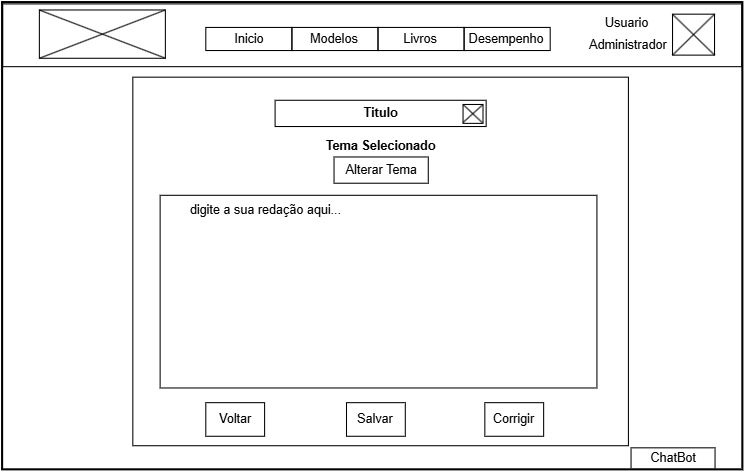 Inicio
Modelos
Livros
Desempenho
Usuario
Administrador
Titulo
Tema Selecionado
Alterar Tema
digite a sua redação aqui...
Voltar
Salvar
Corrigir
ChatBot